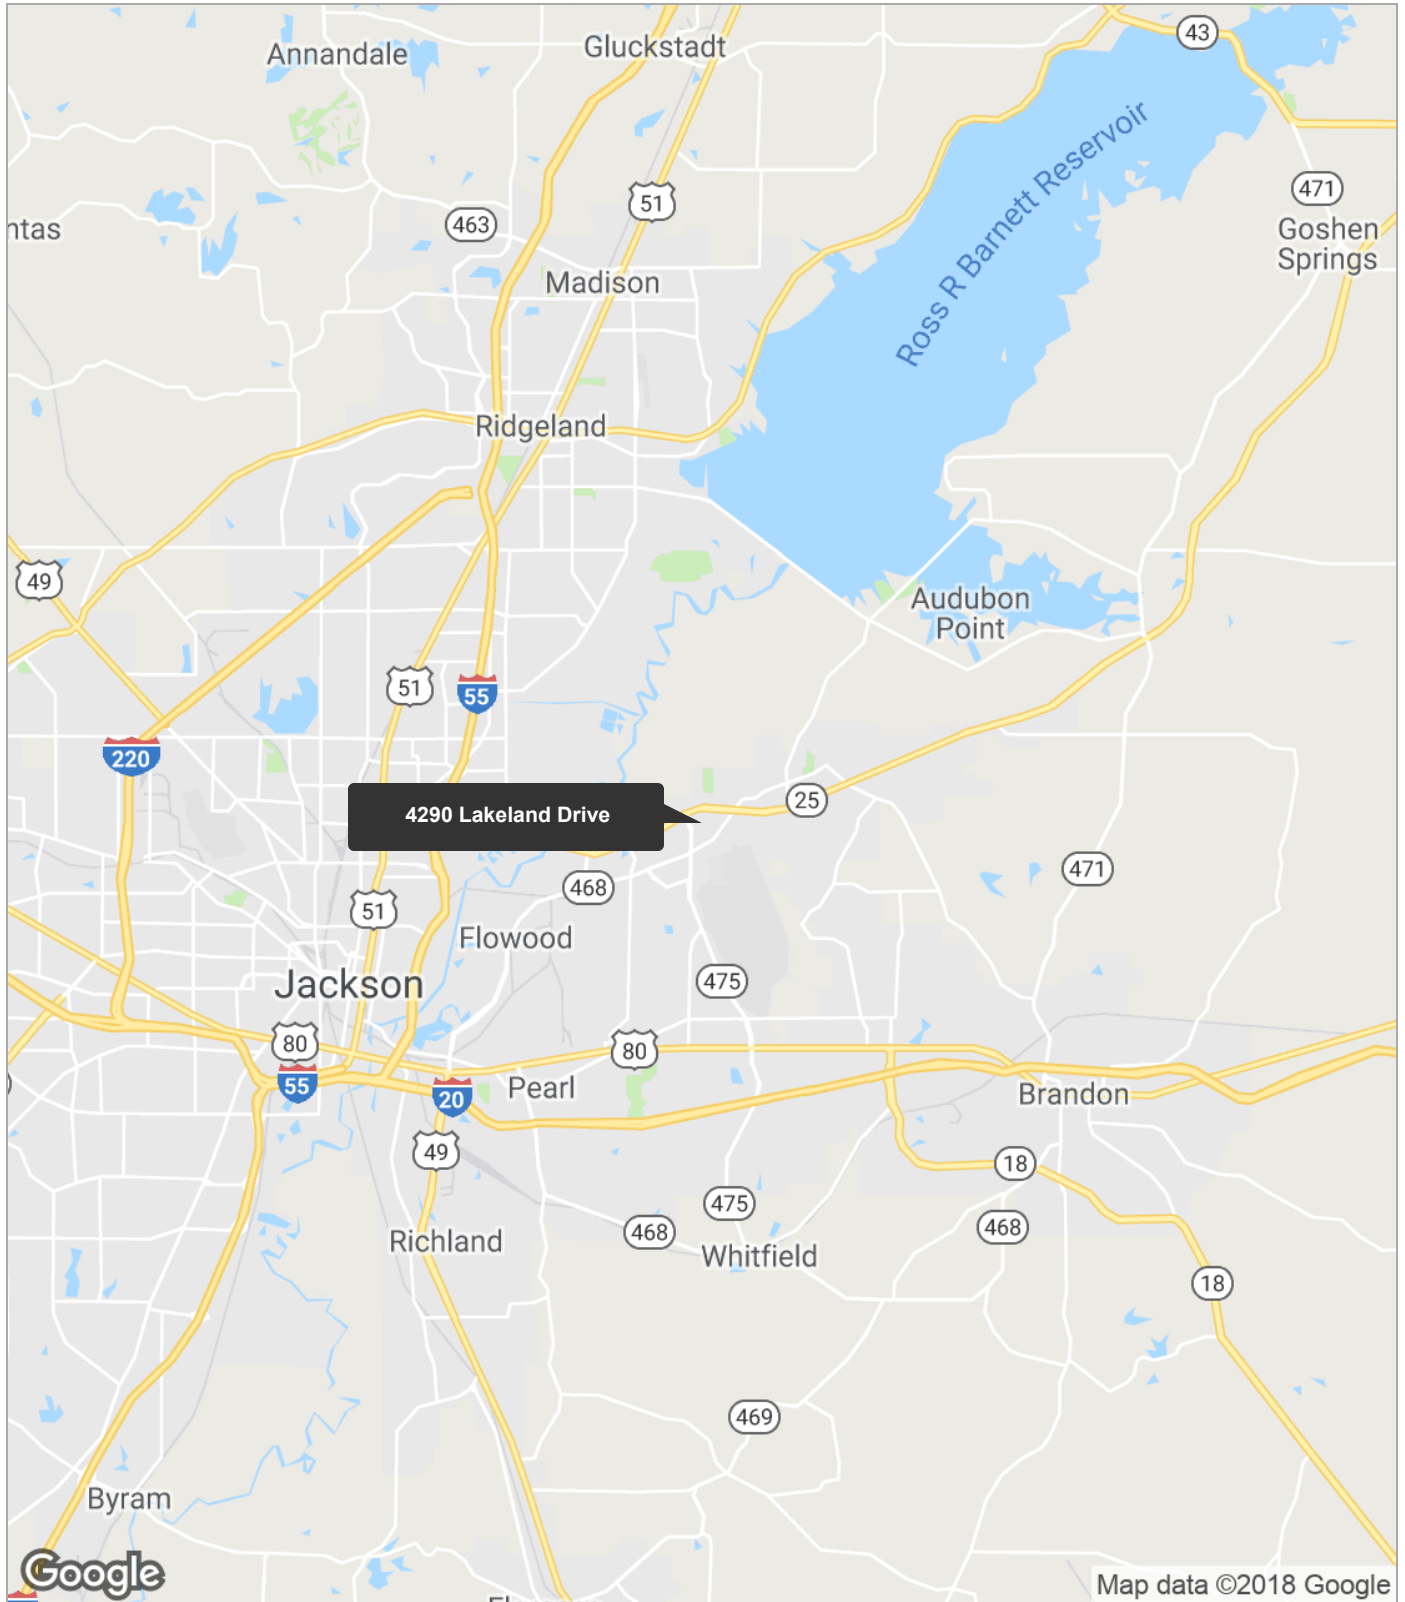 Annandale
Gluckstadt
43
Ross R Barnett Reservoir
471
Goshen
Springs
51
463
ntas
Madison
Ridgeland
49
Audubon
Point
51
55
220
4290 Lakeland Drive
25
468
471
51
Flowood
Jackson
475
80
80
55
20
Pearl
Brandon
49
18
475
468
468
Richland
Whitfield
18
469
Byram
Google
Map data ©2018 Google